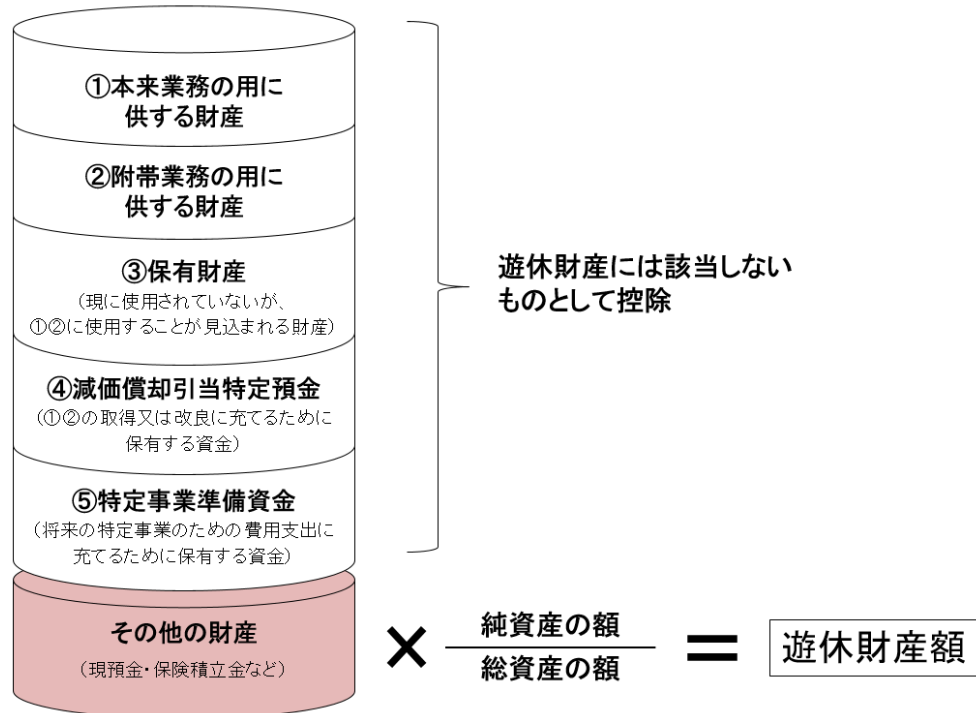 ①本来業務の用に
供する財産
②附帯業務の用に
供する財産
③保有財産
（現に使用されていないが、
①②に使用することが見込まれる財産）
④減価償却引当特定預金
（①②の取得又は改良に充てるために
保有する資金）
⑤特定事業準備資金
（将来の特定事業のための費用支出に
充てるために保有する資金）
遊休財産には該当しない
ものとして控除
その他の財産
（現預金・保険積立金など）
×
純資産の額
総資産の額
＝
遊休財産額